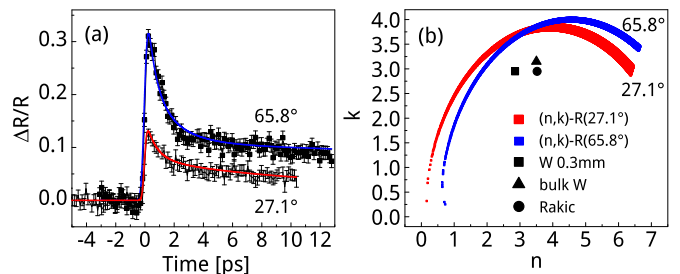 (a)
0.3
0.2
0.1
0.0
ΔR/R
65.8°
27.1°
-4 -2 0 2 4 6 8 10 12
Time [ps]
(b)
4.0
3.5
3.0
2.5
2.0
1.5
1.0
0.5
0.0
k
65.8°
27.1°
(n,k)-R(27.1°)
(n,k)-R(65.8°)
W 0.3mm
bulk W
Rakic
0 1 2 3 4 5 6 7
n